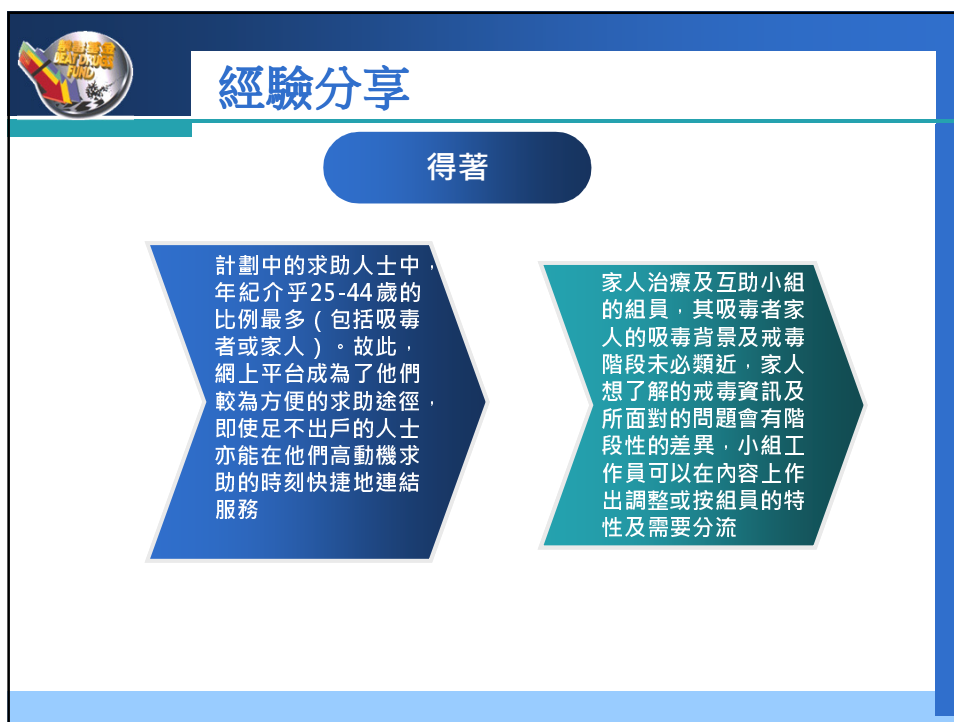 禁毒基金
BEAT DRUGS
FUND
經驗分享
得著
計劃中的求助人士中，
年紀介乎25-44歲的
比例最多（包括吸毒
者或家人）。故此，
網上平台成為了他們
較為方便的求助途徑，
即使足不出戶的人士
亦能在他們高動機求
助的時刻快捷地連結
服務
家人治療及互助小組
的組員，其吸毒者家
人的吸毒背景及戒毒
階段未必類近，家人
想了解的戒毒資訊及
所面對的問題會有階
段性的差異，小組工
作員可以在內容上作
出調整或按組員的特
性及需要分流